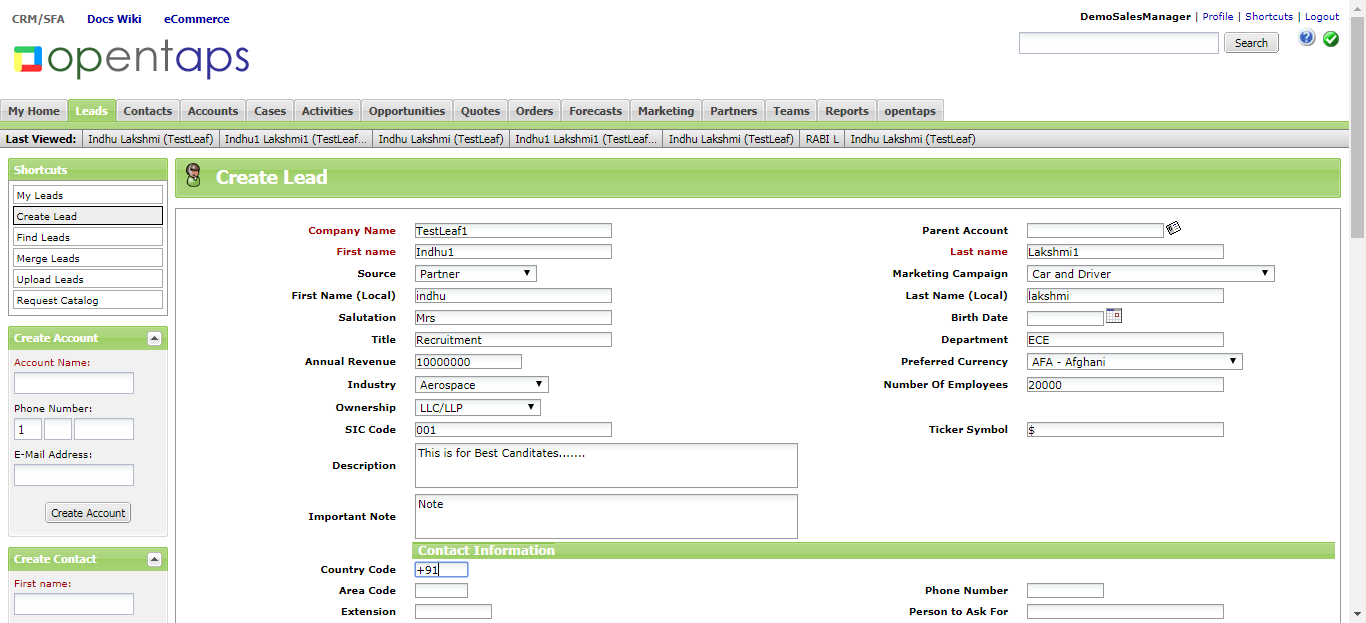 CRM/SFA Docs Wiki eCommerce
DemoSalesManager | Profile | Shortcuts | Logout
opentaps
Search
My Home Leads Contacts Accounts Cases Activities Opportunities Quotes Orders Forecasts Marketing Partners Teams Reports opentaps
Last Viewed: Indhu Lakshmi (TestLeaf) Indhu1 Lakshmi1 (TestLeaf... Indhu Lakshmi (TestLeaf) Indhu1 Lakshmi1 (TestLeaf... Indhu Lakshmi (TestLeaf) RABI L Indhu Lakshmi (TestLeaf)
Shortcuts
My Leads
Create Lead
Find Leads
Merge Leads
Upload Leads
Request Catalog
Create Account
Account Name:
Phone Number:
1
E-Mail Address:
Create Account
Create Contact
First name:
Create Lead
Company Name TestLeaf1 Parent Account
First name Indhu1 Last name Lakshmi1
Source Partner Marketing Campaign Car and Driver
First Name (Local) indhu Last Name (Local) lakshmi
Salutation Mrs Birth Date
Title Recruitment Department ECE
Annual Revenue 10000000 Preferred Currency AFA - Afghani
Industry Aerospace Number Of Employees 20000
Ownership LLC/LLP
SIC Code 001 Ticker Symbol $
Description This is for Best Canditates.......
Important Note Note
Contact Information
Country Code +91
Area Code Phone Number
Extension Person to Ask For